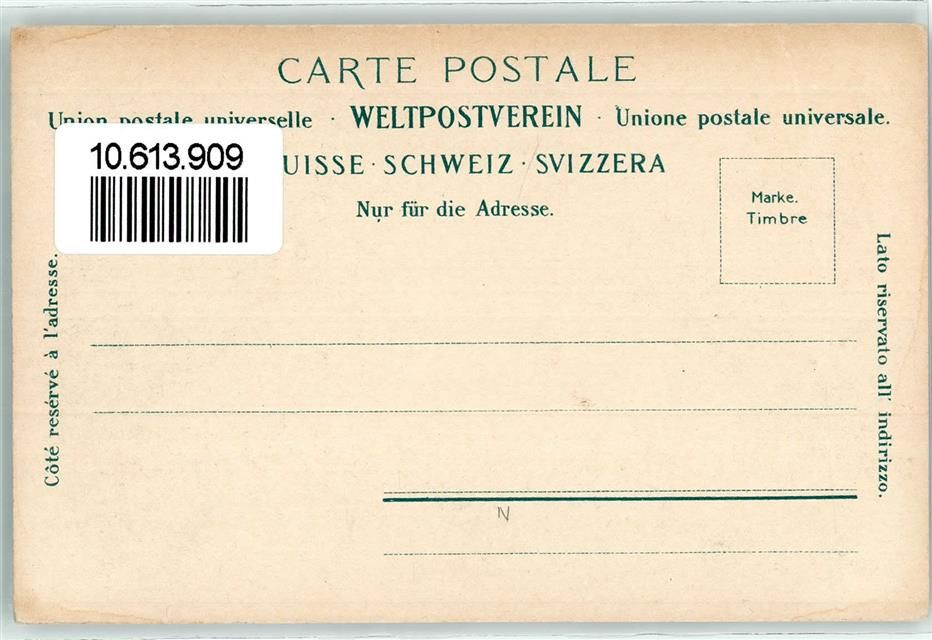 CARTE POSTALE
Union postale universelle · WELTPOSTVEREIN · Unione postale universale.
10.613.909
UISSE · SCHWEIZ · SVIZZERA
Nur für die Adresse.
Marke.
Timbre
Côté resérvé à l'adresse.
Lato riservato all' indirizzo.
N